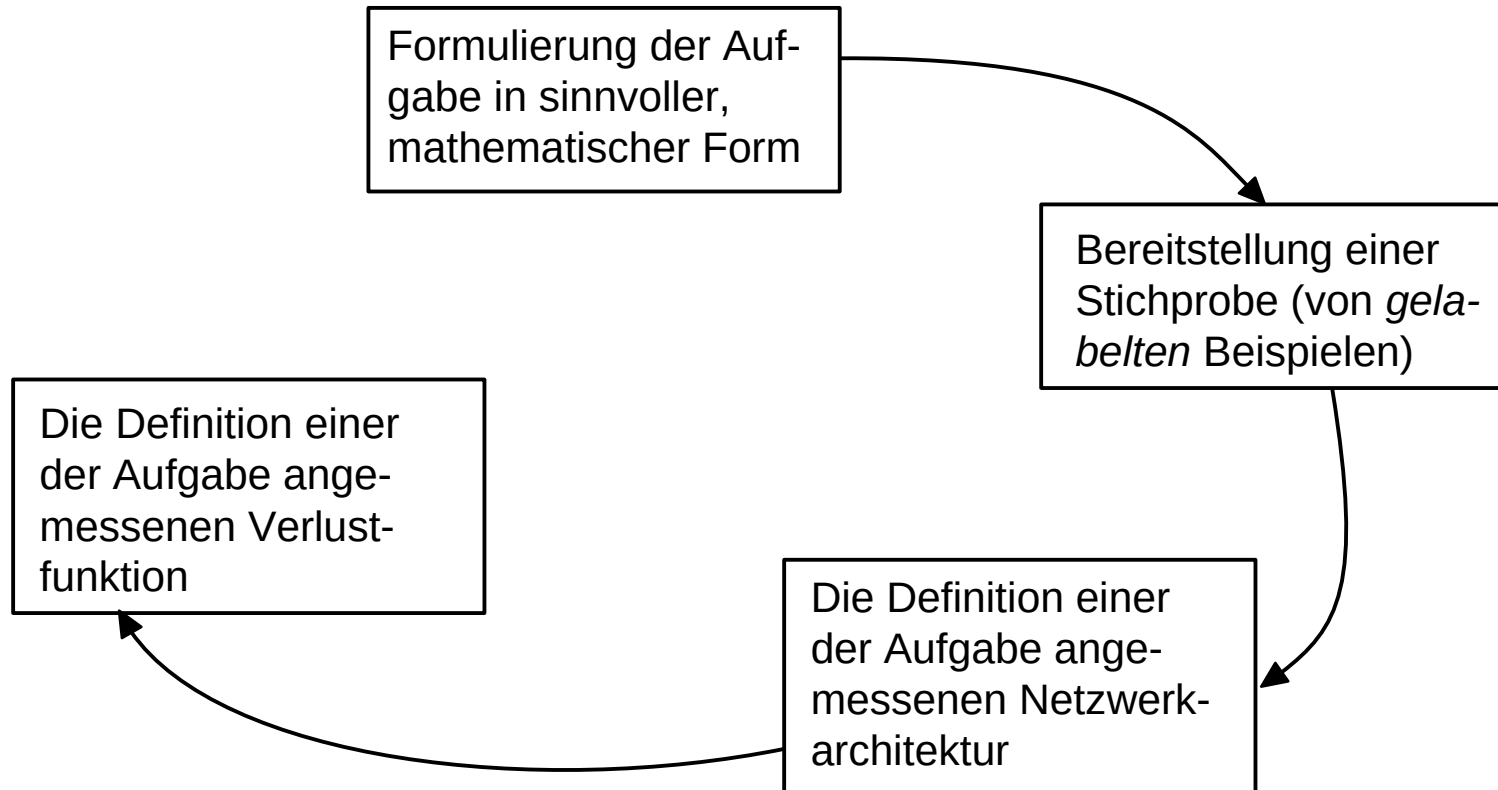 Formulierung der Auf-
gabe in sinnvoller,
mathematischer Form
Bereitstellung einer
Stichprobe (von gela-
belten Beispielen)
Die Definition einer
der Aufgabe ange-
messenen Netzwerk-
architektur
Die Definition einer
der Aufgabe ange-
messenen Verlust-
funktion